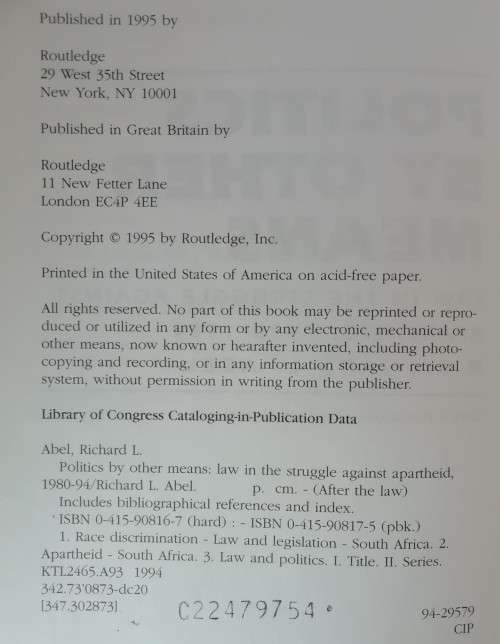 Published in 1995 by
Routledge
29 West 35th Street
New York, NY 10001
Published in Great Britain by
Routledge
11 New Fetter Lane
London EC4P 4EE
Copyright © 1995 by Routledge, Inc.
Printed in the United States of America on acid-free paper.
All rights reserved. No part of this book may be reprinted or repro-
duced or utilized in any form or by any electronic, mechanical or
other means, now known or hearafter invented, including photo-
copying and recording, or in any information storage or retrieval
system, without permission in writing from the publisher.
Library of Congress Cataloging-in-Publication Data
Abel, Richard L.
Politics by other means: law in the struggle against apartheid,
1980-94/Richard L. Abel. p. cm. - (After the law)
Includes bibliographical references and index.
ISBN 0-415-90816-7 (hard) : - ISBN 0-415-90817-5 (pbk.)
1. Race discrimination - Law and legislation - South Africa. 2.
Apartheid - South Africa. 3. Law and politics. I. Title. II. Series.
KTL2465.A93 1994
342.73'0873-dc20
[347.302873] 94-29579
CIP
C22479754